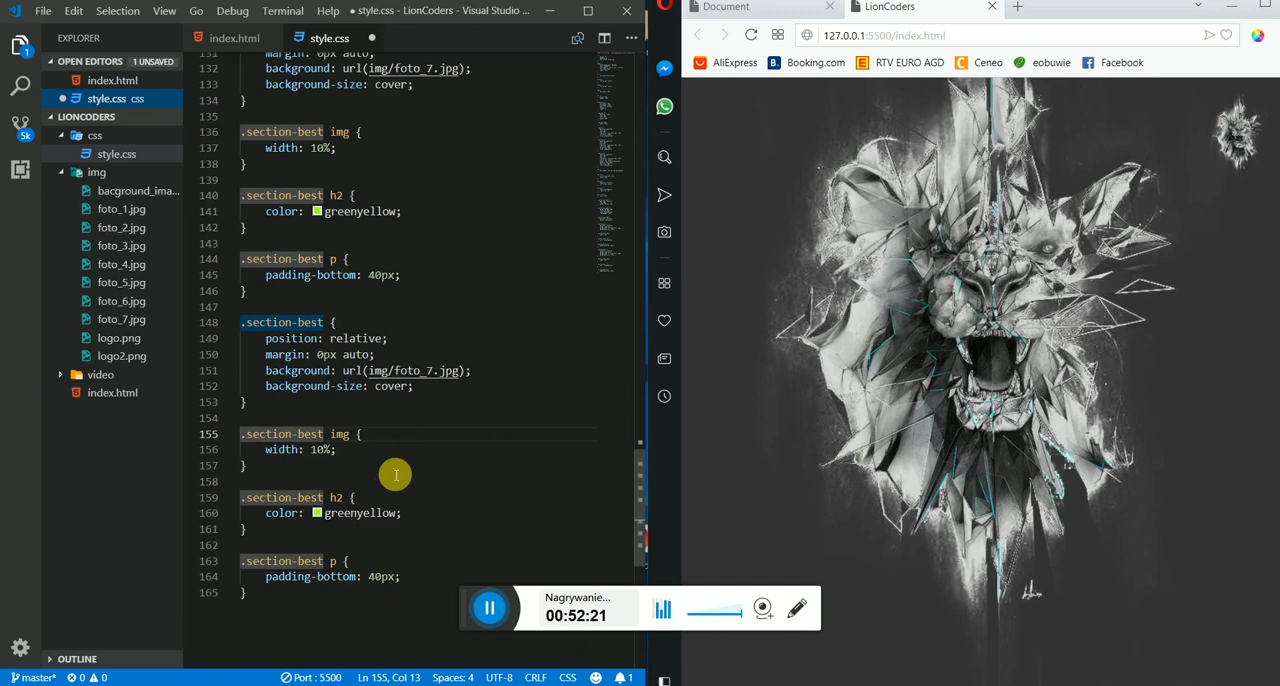 File Edit Selection View Go Debug Terminal Help • style.css - LionCoders - Visual Studio ...
Document
LionCoders
EXPLORER
index.html
style.css
127.0.0.1:5500/index.html
OPEN EDITORS 1 UNSAVED
index.html
style.css css
LIONCODERS
css
style.css
img
bacground_ima...
foto_1.jpg
foto_2.jpg
foto_3.jpg
foto_4.jpg
foto_5.jpg
foto_6.jpg
foto_7.jpg
logo.png
logo2.png
video
index.html
OUTLINE
1
5k
AliExpress Booking.com RTV EURO AGD Ceneo eobuwie Facebook
131 margin: 0px auto;
132 background: url(img/foto_7.jpg);
133 background-size: cover;
134 }
135
136 .section-best img {
137 width: 10%;
138 }
139
140 .section-best h2 {
141 color: greenyellow;
142 }
143
144 .section-best p {
145 padding-bottom: 40px;
146 }
147
148 .section-best {
149 position: relative;
150 margin: 0px auto;
151 background: url(img/foto_7.jpg);
152 background-size: cover;
153 }
154
155 .section-best img {
156 width: 10%;
157 }
158
159 .section-best h2 {
160 color: greenyellow;
161 }
162
163 .section-best p {
164 padding-bottom: 40px;
165 }
Nagrywanie...
00:52:21
master* 0 0 Port : 5500 Ln 155, Col 13 Spaces: 4 UTF-8 CRLF CSS 1